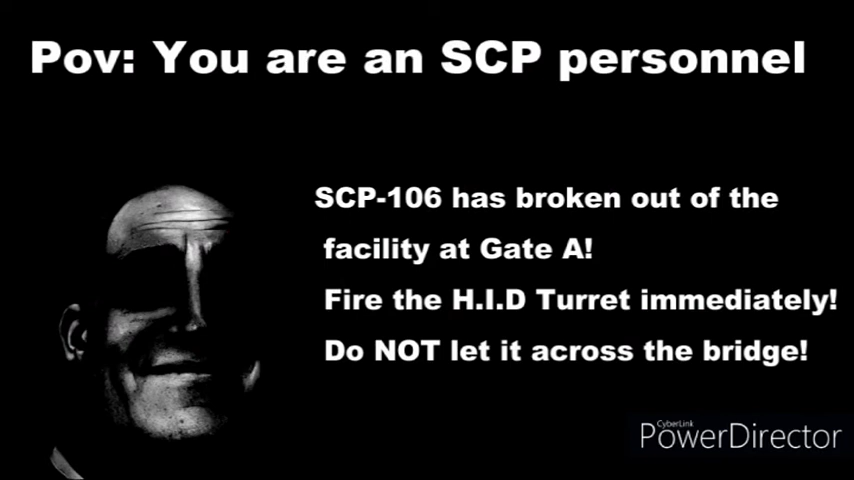 Pov: You are an SCP personnel
SCP-106 has broken out of the
facility at Gate A!
Fire the H.I.D Turret immediately!
Do NOT let it across the bridge!
CyberLink
PowerDirector